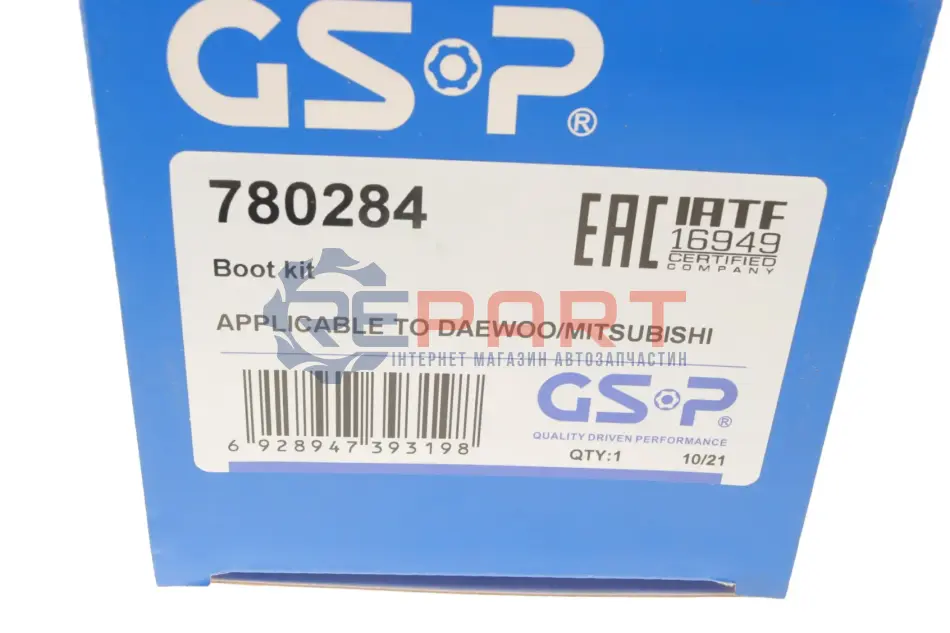 GSP®
780284
EAC
IATF
16949
CERTIFIED
COMPANY
Boot kit
REPART
APPLICABLE TO DAEWOO/MITSUBISHI
ІНТЕРНЕТ МАГАЗИН АВТОЗАПЧАСТИН
GSP®
QUALITY DRIVEN PERFORMANCE
6 928947 393198
QTY:1 10/21